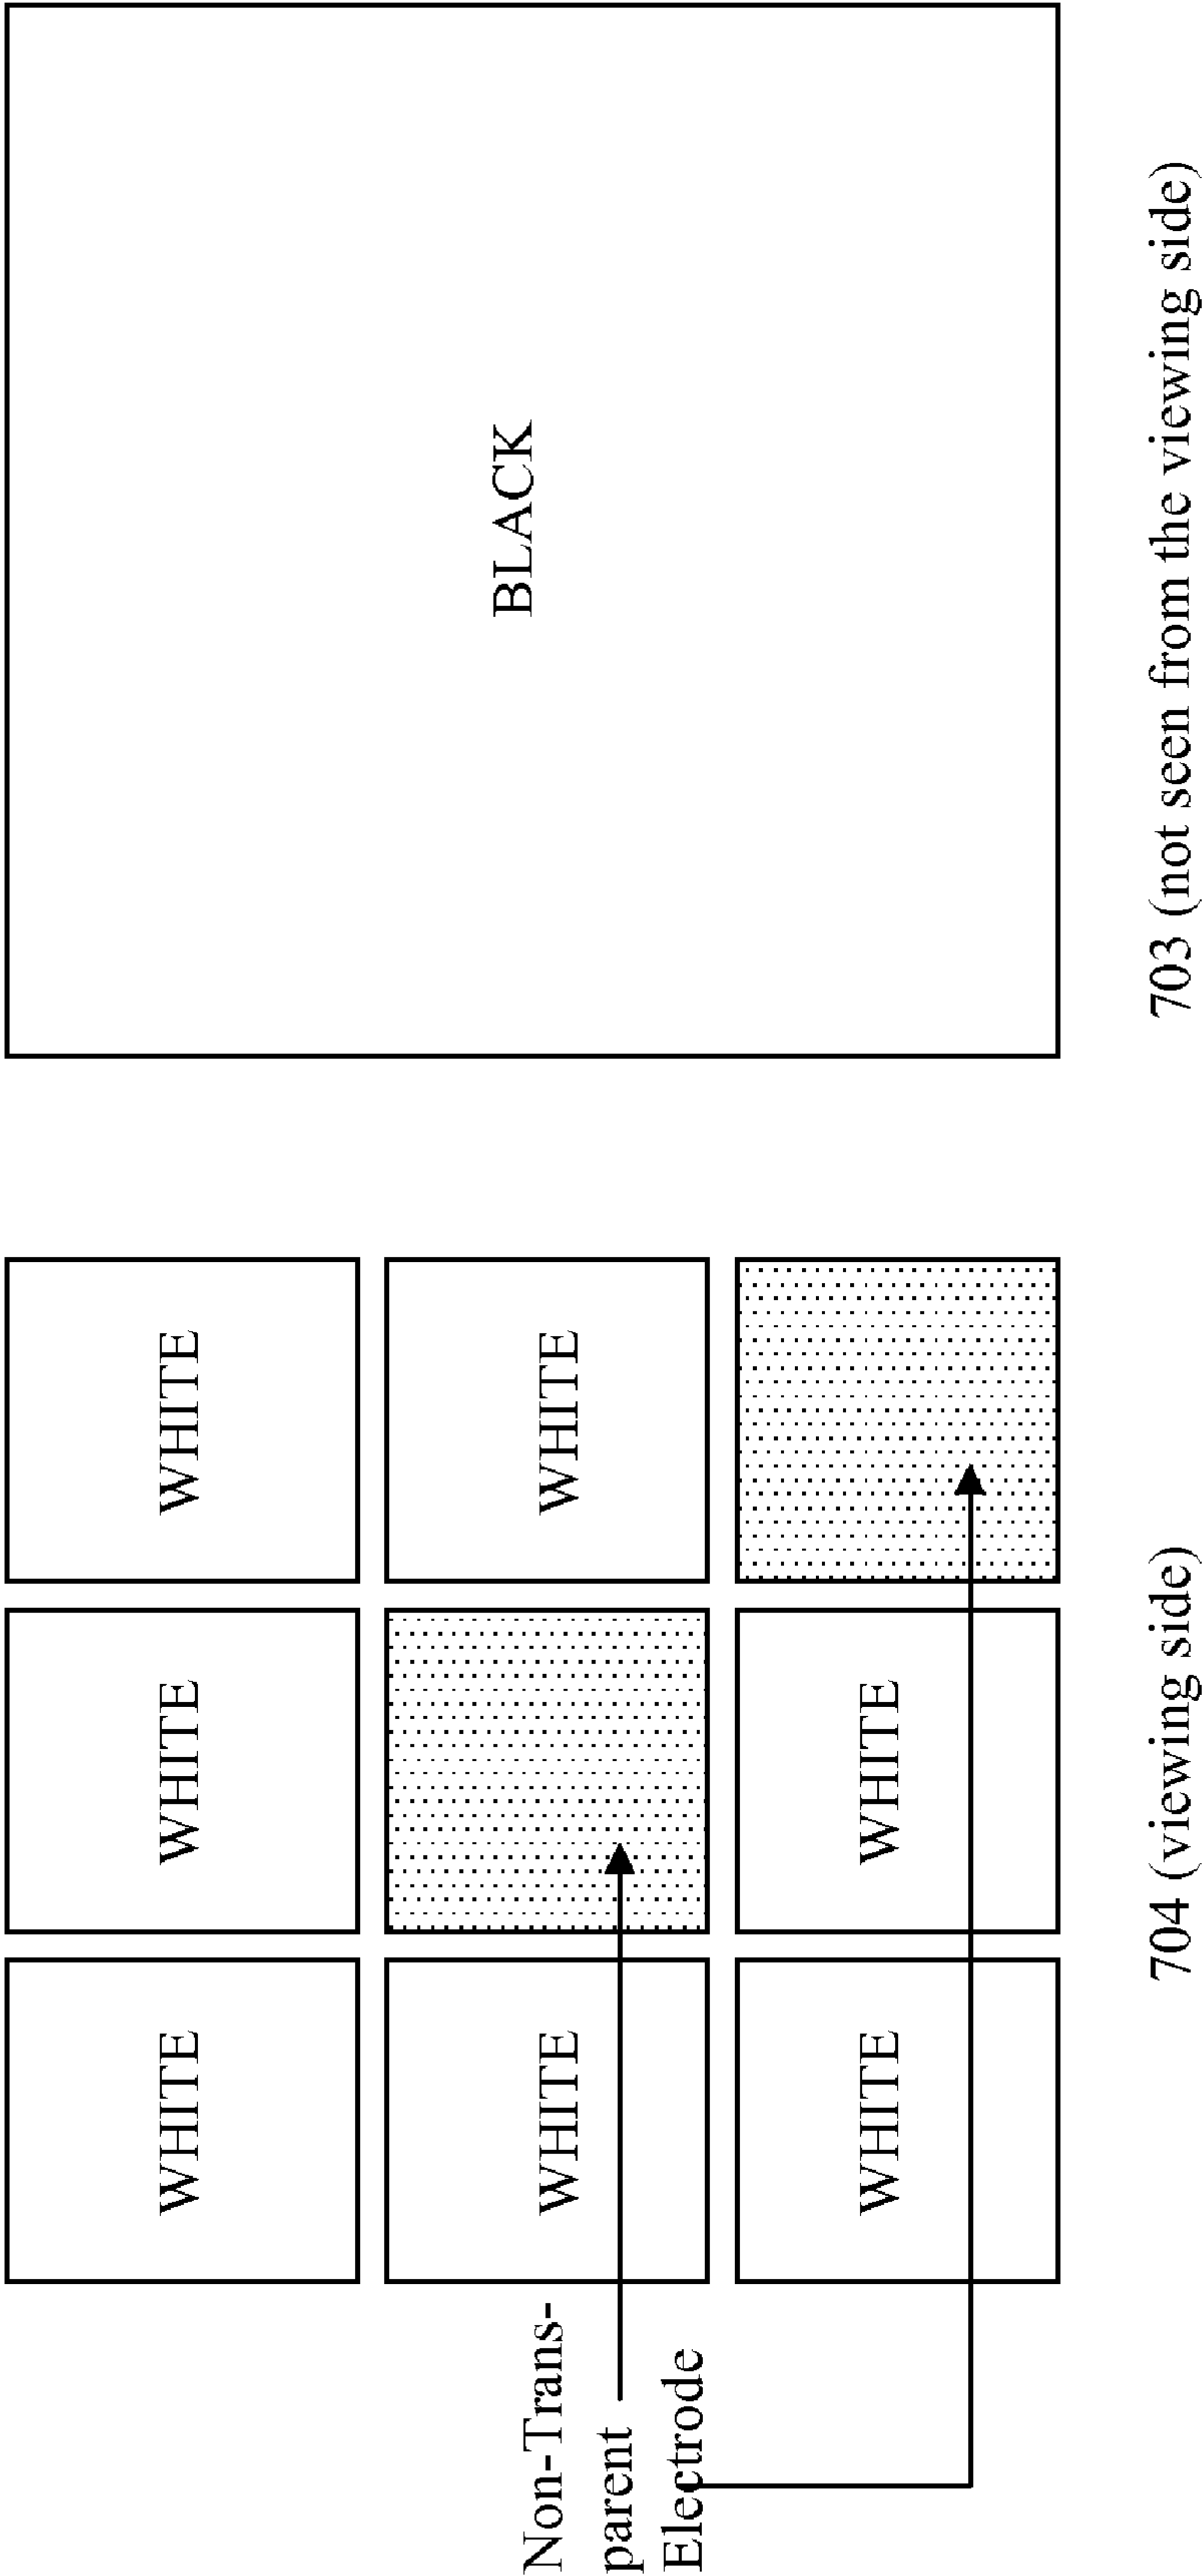 WHITE
WHITE
WHITE
Non-Trans-
parent
Electrode
WHITE
WHITE
WHITE
WHITE
BLACK
704 (viewing side)
703 (not seen from the viewing side)